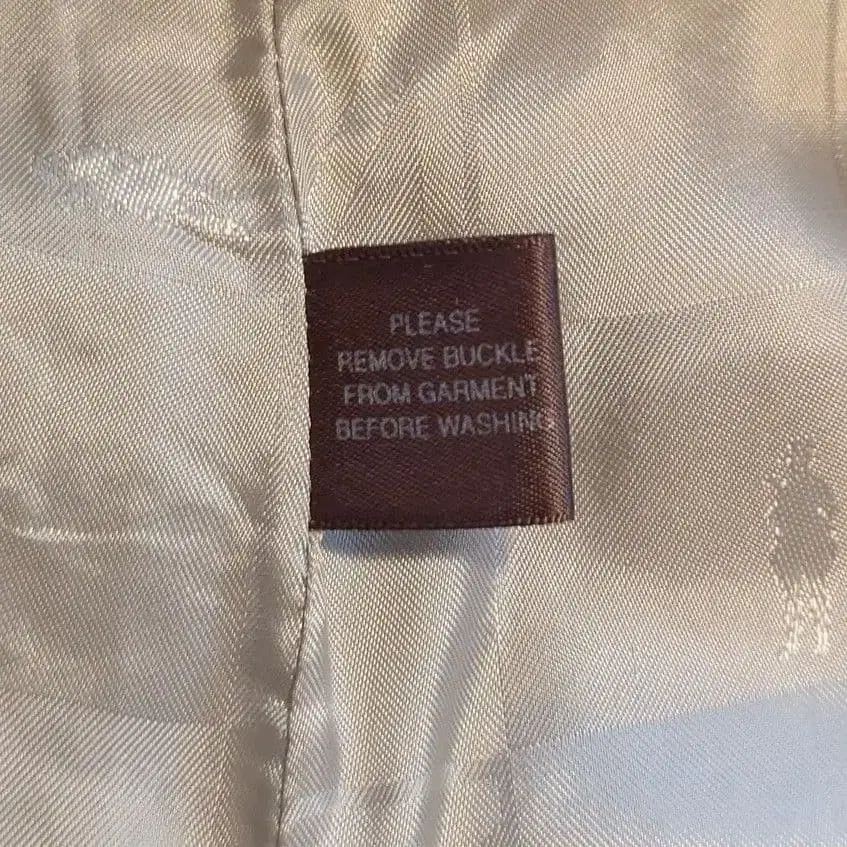 PLEASE
REMOVE BUCKLE
FROM GARMENT
BEFORE WASHING